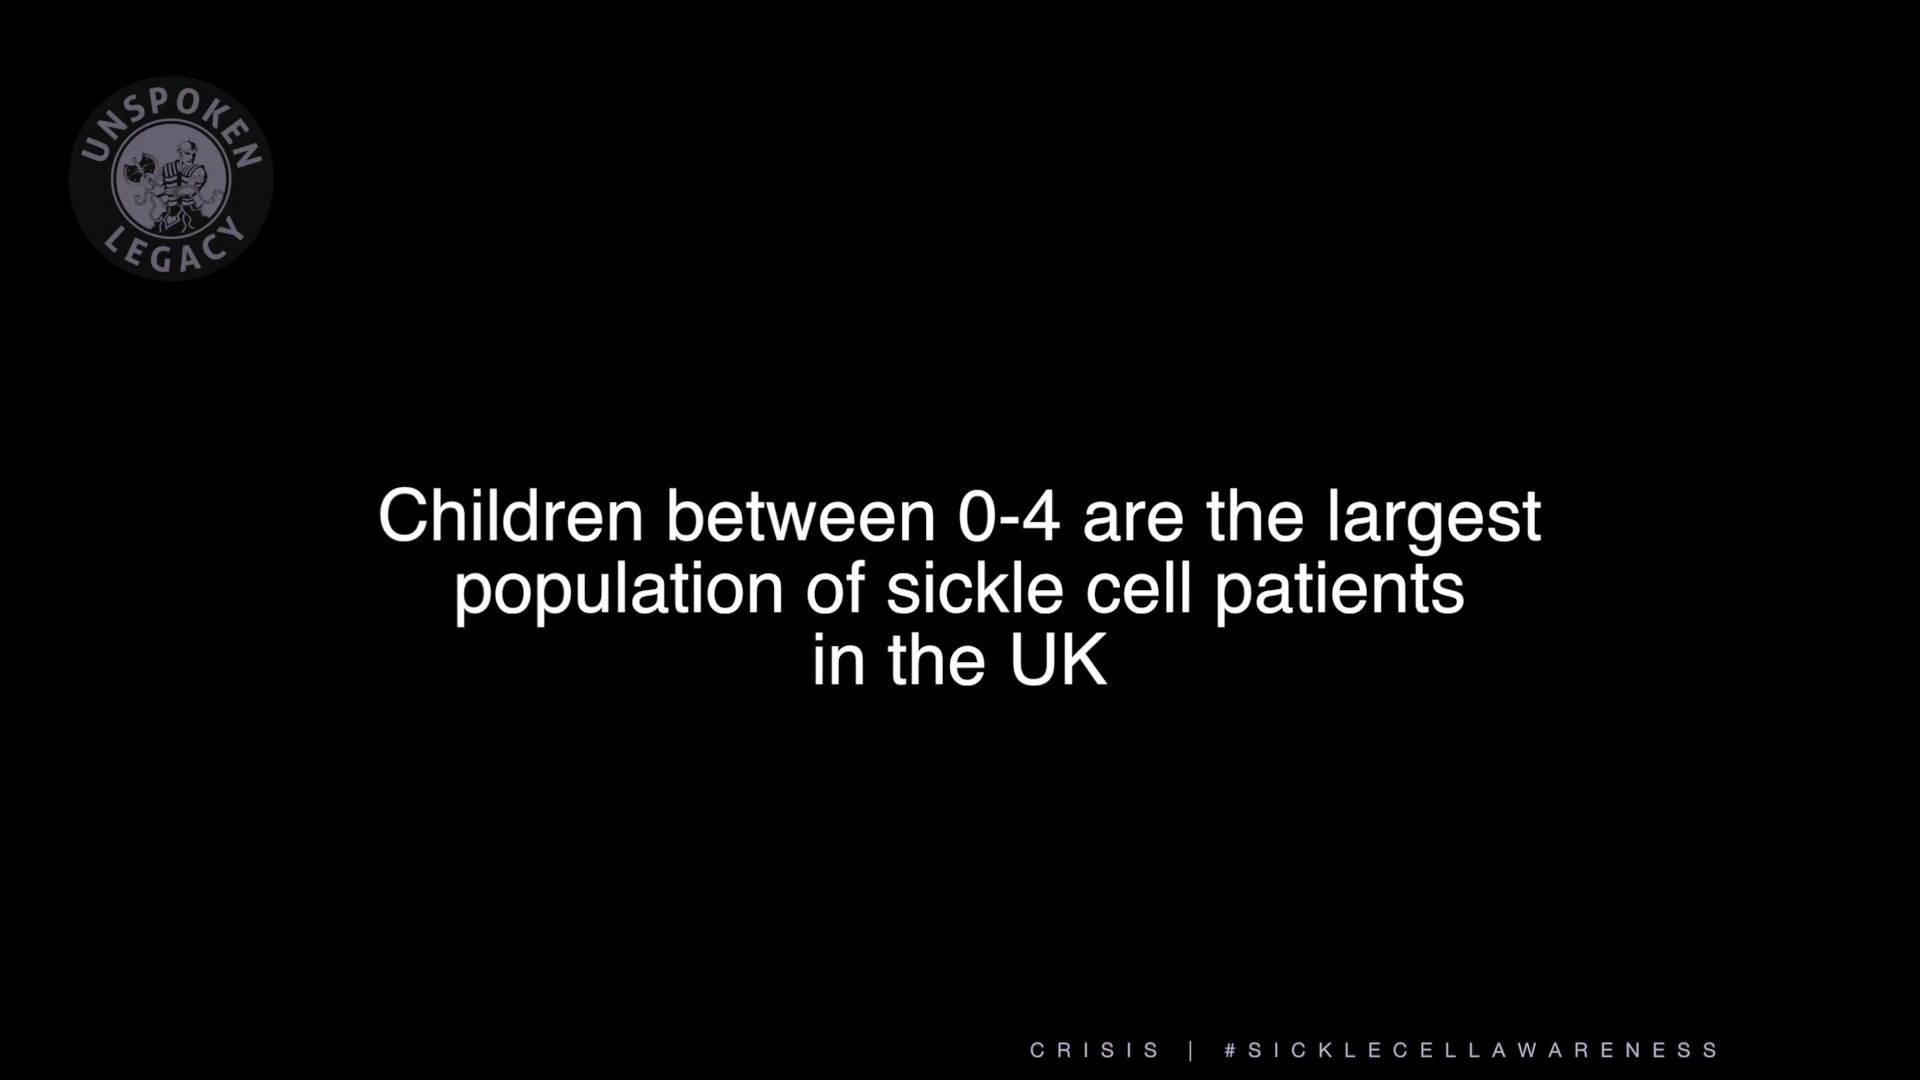 UNSPOKEN
LEGACY
Children between 0-4 are the largest
population of sickle cell patients
in the UK
CRISIS | #SICKLECELLAWARENESS